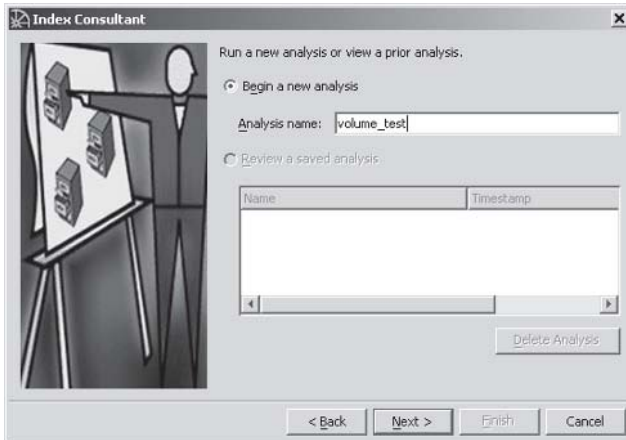 Index Consultant
Run a new analysis or view a prior analysis.
Begin a new analysis
Analysis name: volume_test
Review a saved analysis
Name Timestamp
Delete Analysis
< Back Next > Finish Cancel